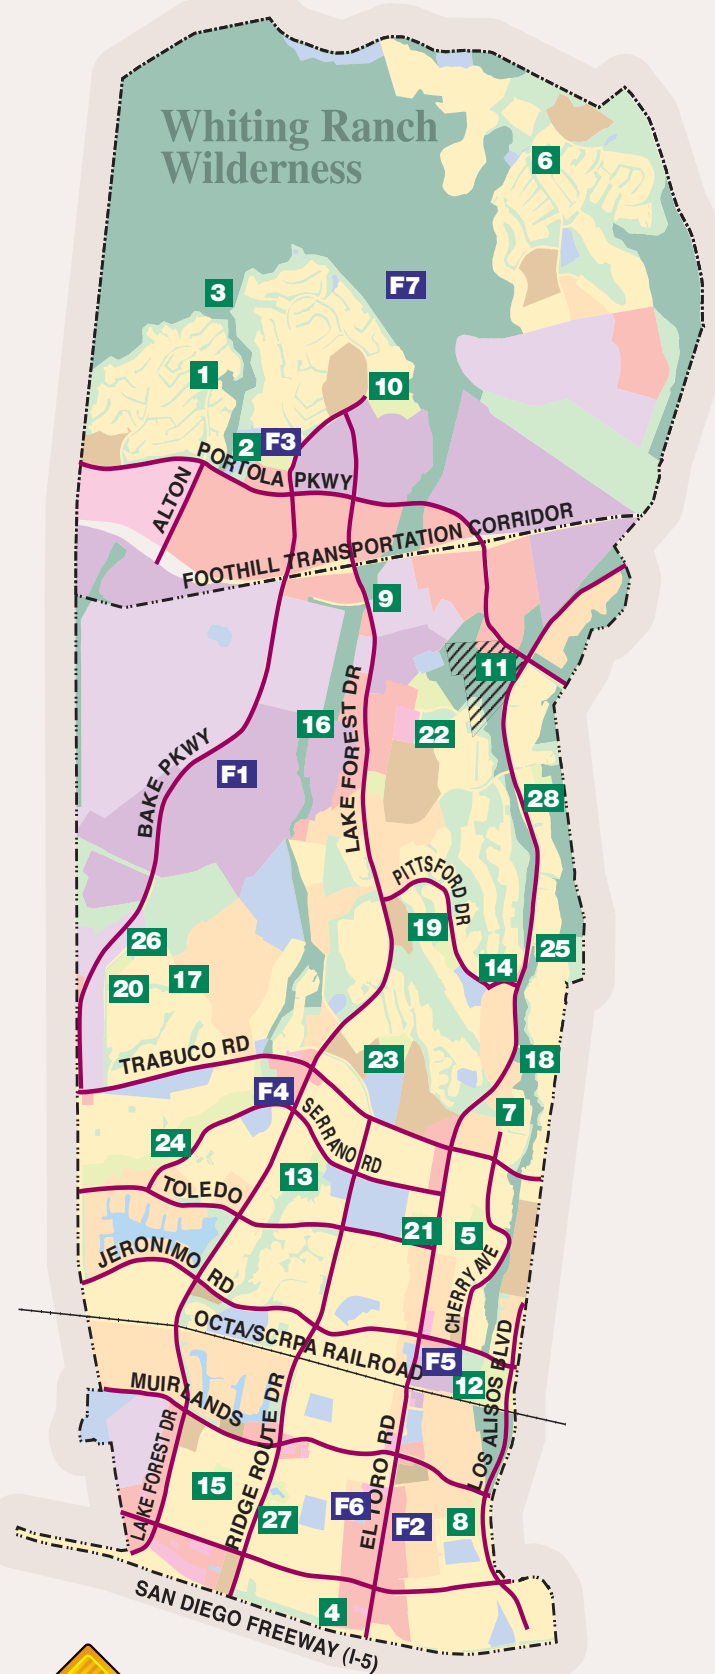 Whiting Ranch
Wilderness
6
F7
3
1
10
2
F3
PORTOLA PKWY
ALTON
FOOTHILL TRANSPORTATION CORRIDOR
9
11
16
LAKE FOREST DR
22
BAKE PKWY
F1
28
PITTSFORD DR
19
26
25
14
17
20
TRABUCO RD
23
18
F4
7
SERRANO RD
24
13
TOLEDO
21
5
JERONIMO RD
CHERRY AVE
OCTA/SCRPA RAILROAD
F5
12
MUIRLANDS
LOS ALISOS BLVD
LAKE FOREST DR
RIDGE ROUTE DR
EL TORO RD
15
F6
27
F2
8
4
SAN DIEGO FREEWAY (I-5)